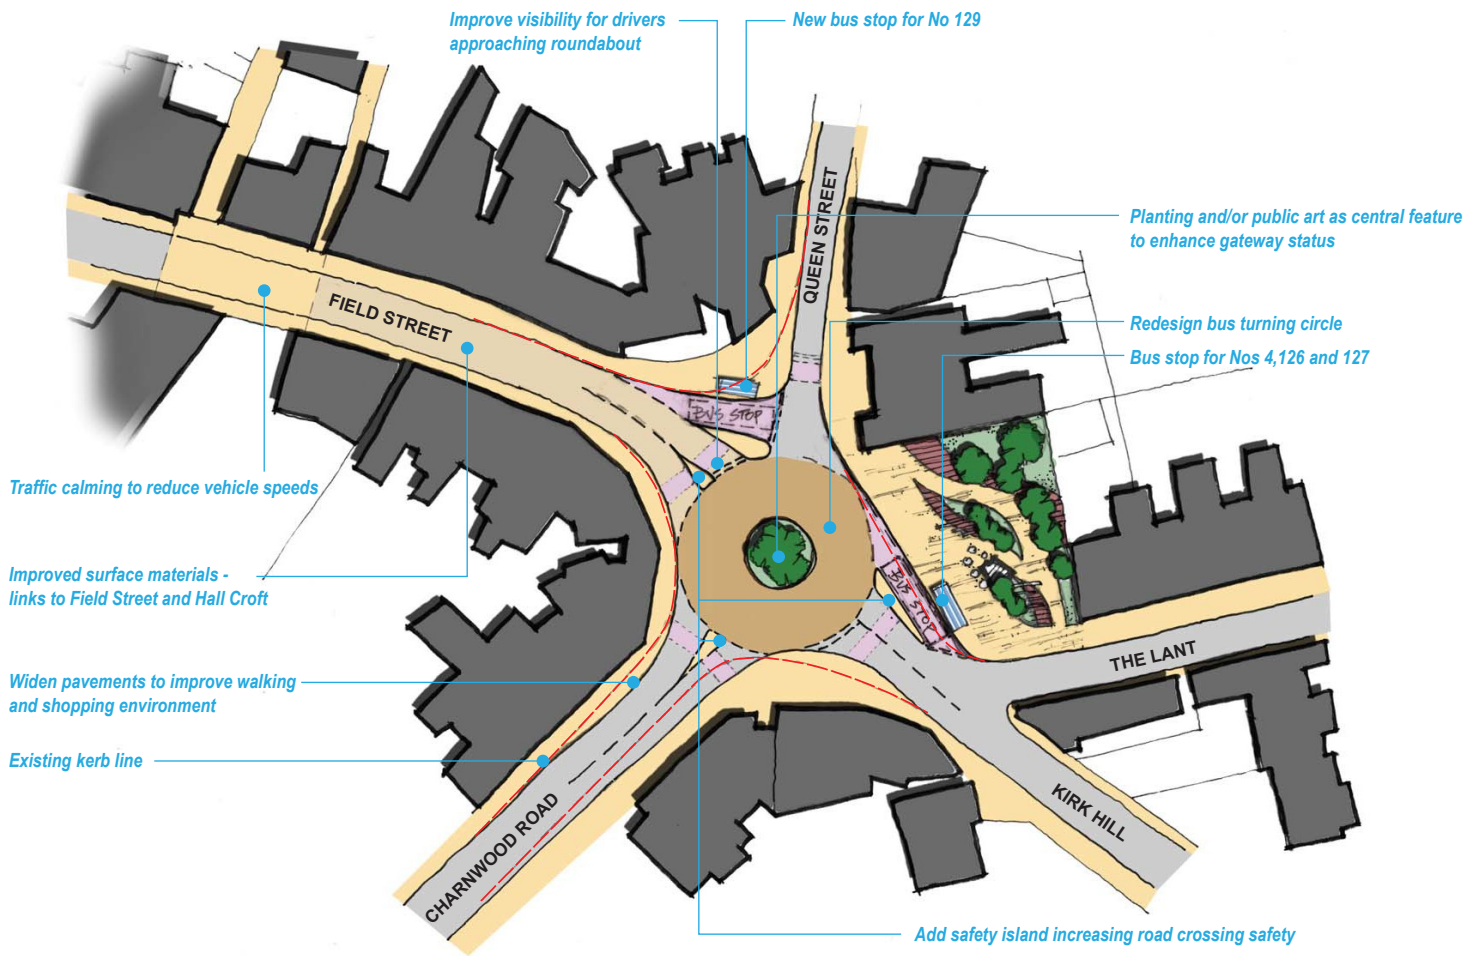 Improve visibility for drivers
approaching roundabout
New bus stop for No 129
Planting and/or public art as central feature
to enhance gateway status
Redesign bus turning circle
Bus stop for Nos 4,126 and 127
QUEEN STREET
FIELD STREET
BUS STOP
BUS STOP
Traffic calming to reduce vehicle speeds
Improved surface materials -
links to Field Street and Hall Croft
Widen pavements to improve walking
and shopping environment
Existing kerb line
THE LANT
KIRK HILL
CHARNWOOD ROAD
Add safety island increasing road crossing safety